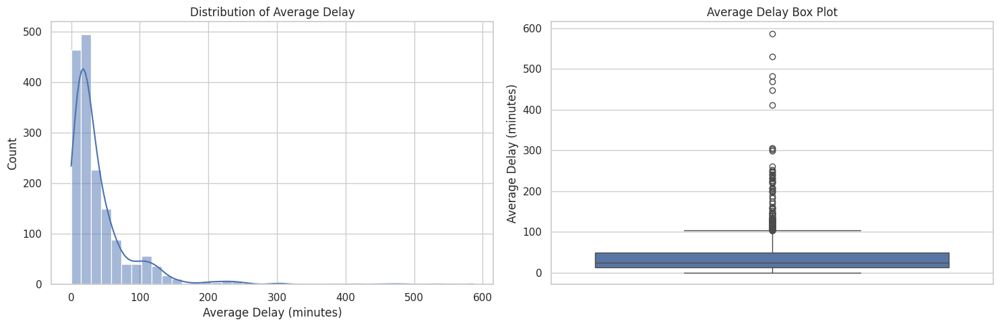 Distribution of Average Delay
500
400
300
200
100
0
Count
0 100 200 300 400 500 600
Average Delay (minutes)
Average Delay Box Plot
600
500
400
300
200
100
0
Average Delay (minutes)